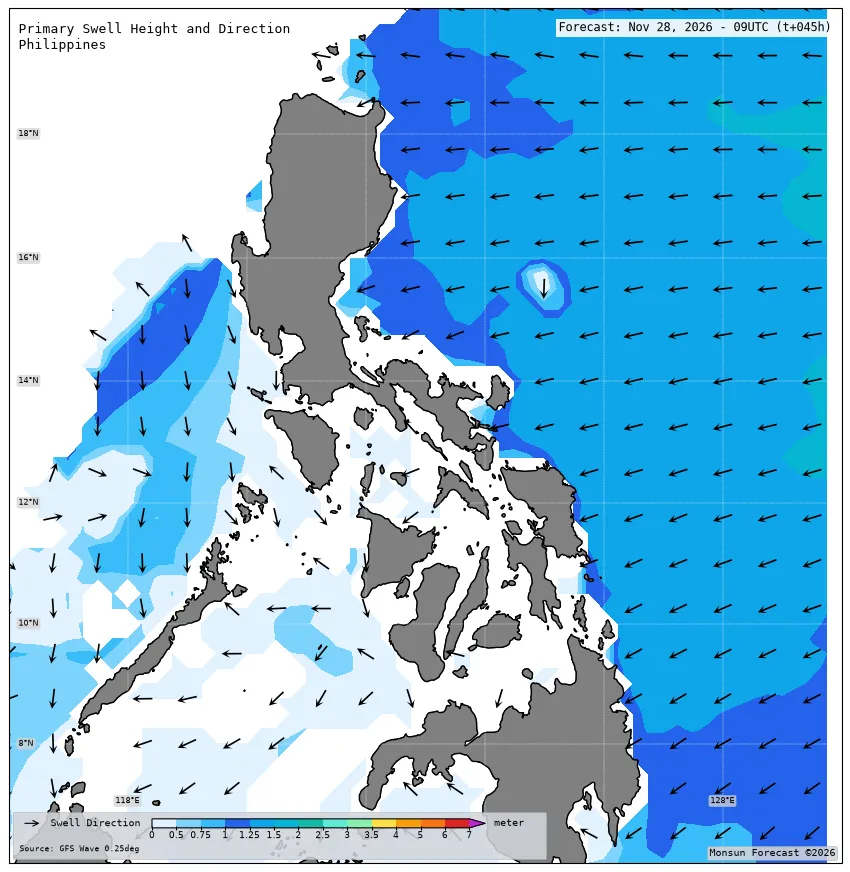 Primary Swell Height and Direction
Philippines
Forecast: Nov 28, 2026 - 09UTC (t+045h)
18°N
16°N
14°N
12°N
10°N
8°N
118°E
128°E
Swell Direction
0 0.5 0.75 1 1.25 1.5 2 2.5 3 3.5 4 5 6 7
meter
Source: GFS Wave 0.25deg
Monsun Forecast ©2026